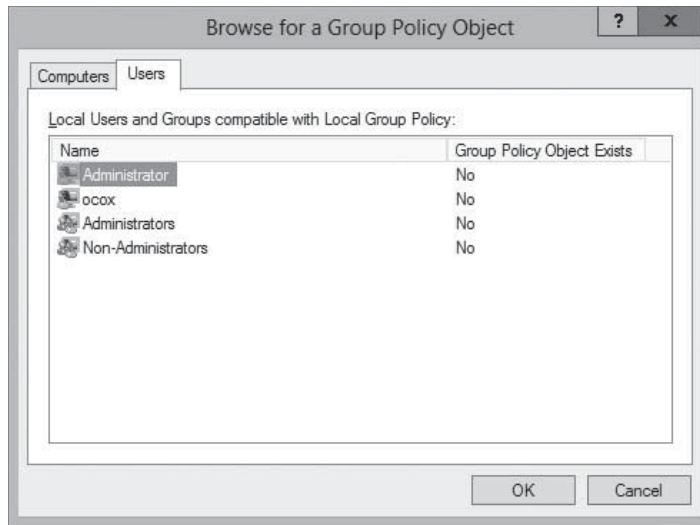 Browse for a Group Policy Object
? x
Computers Users
Local Users and Groups compatible with Local Group Policy:
Name Group Policy Object Exists
Administrator No
ocox No
Administrators No
Non-Administrators No
OK Cancel